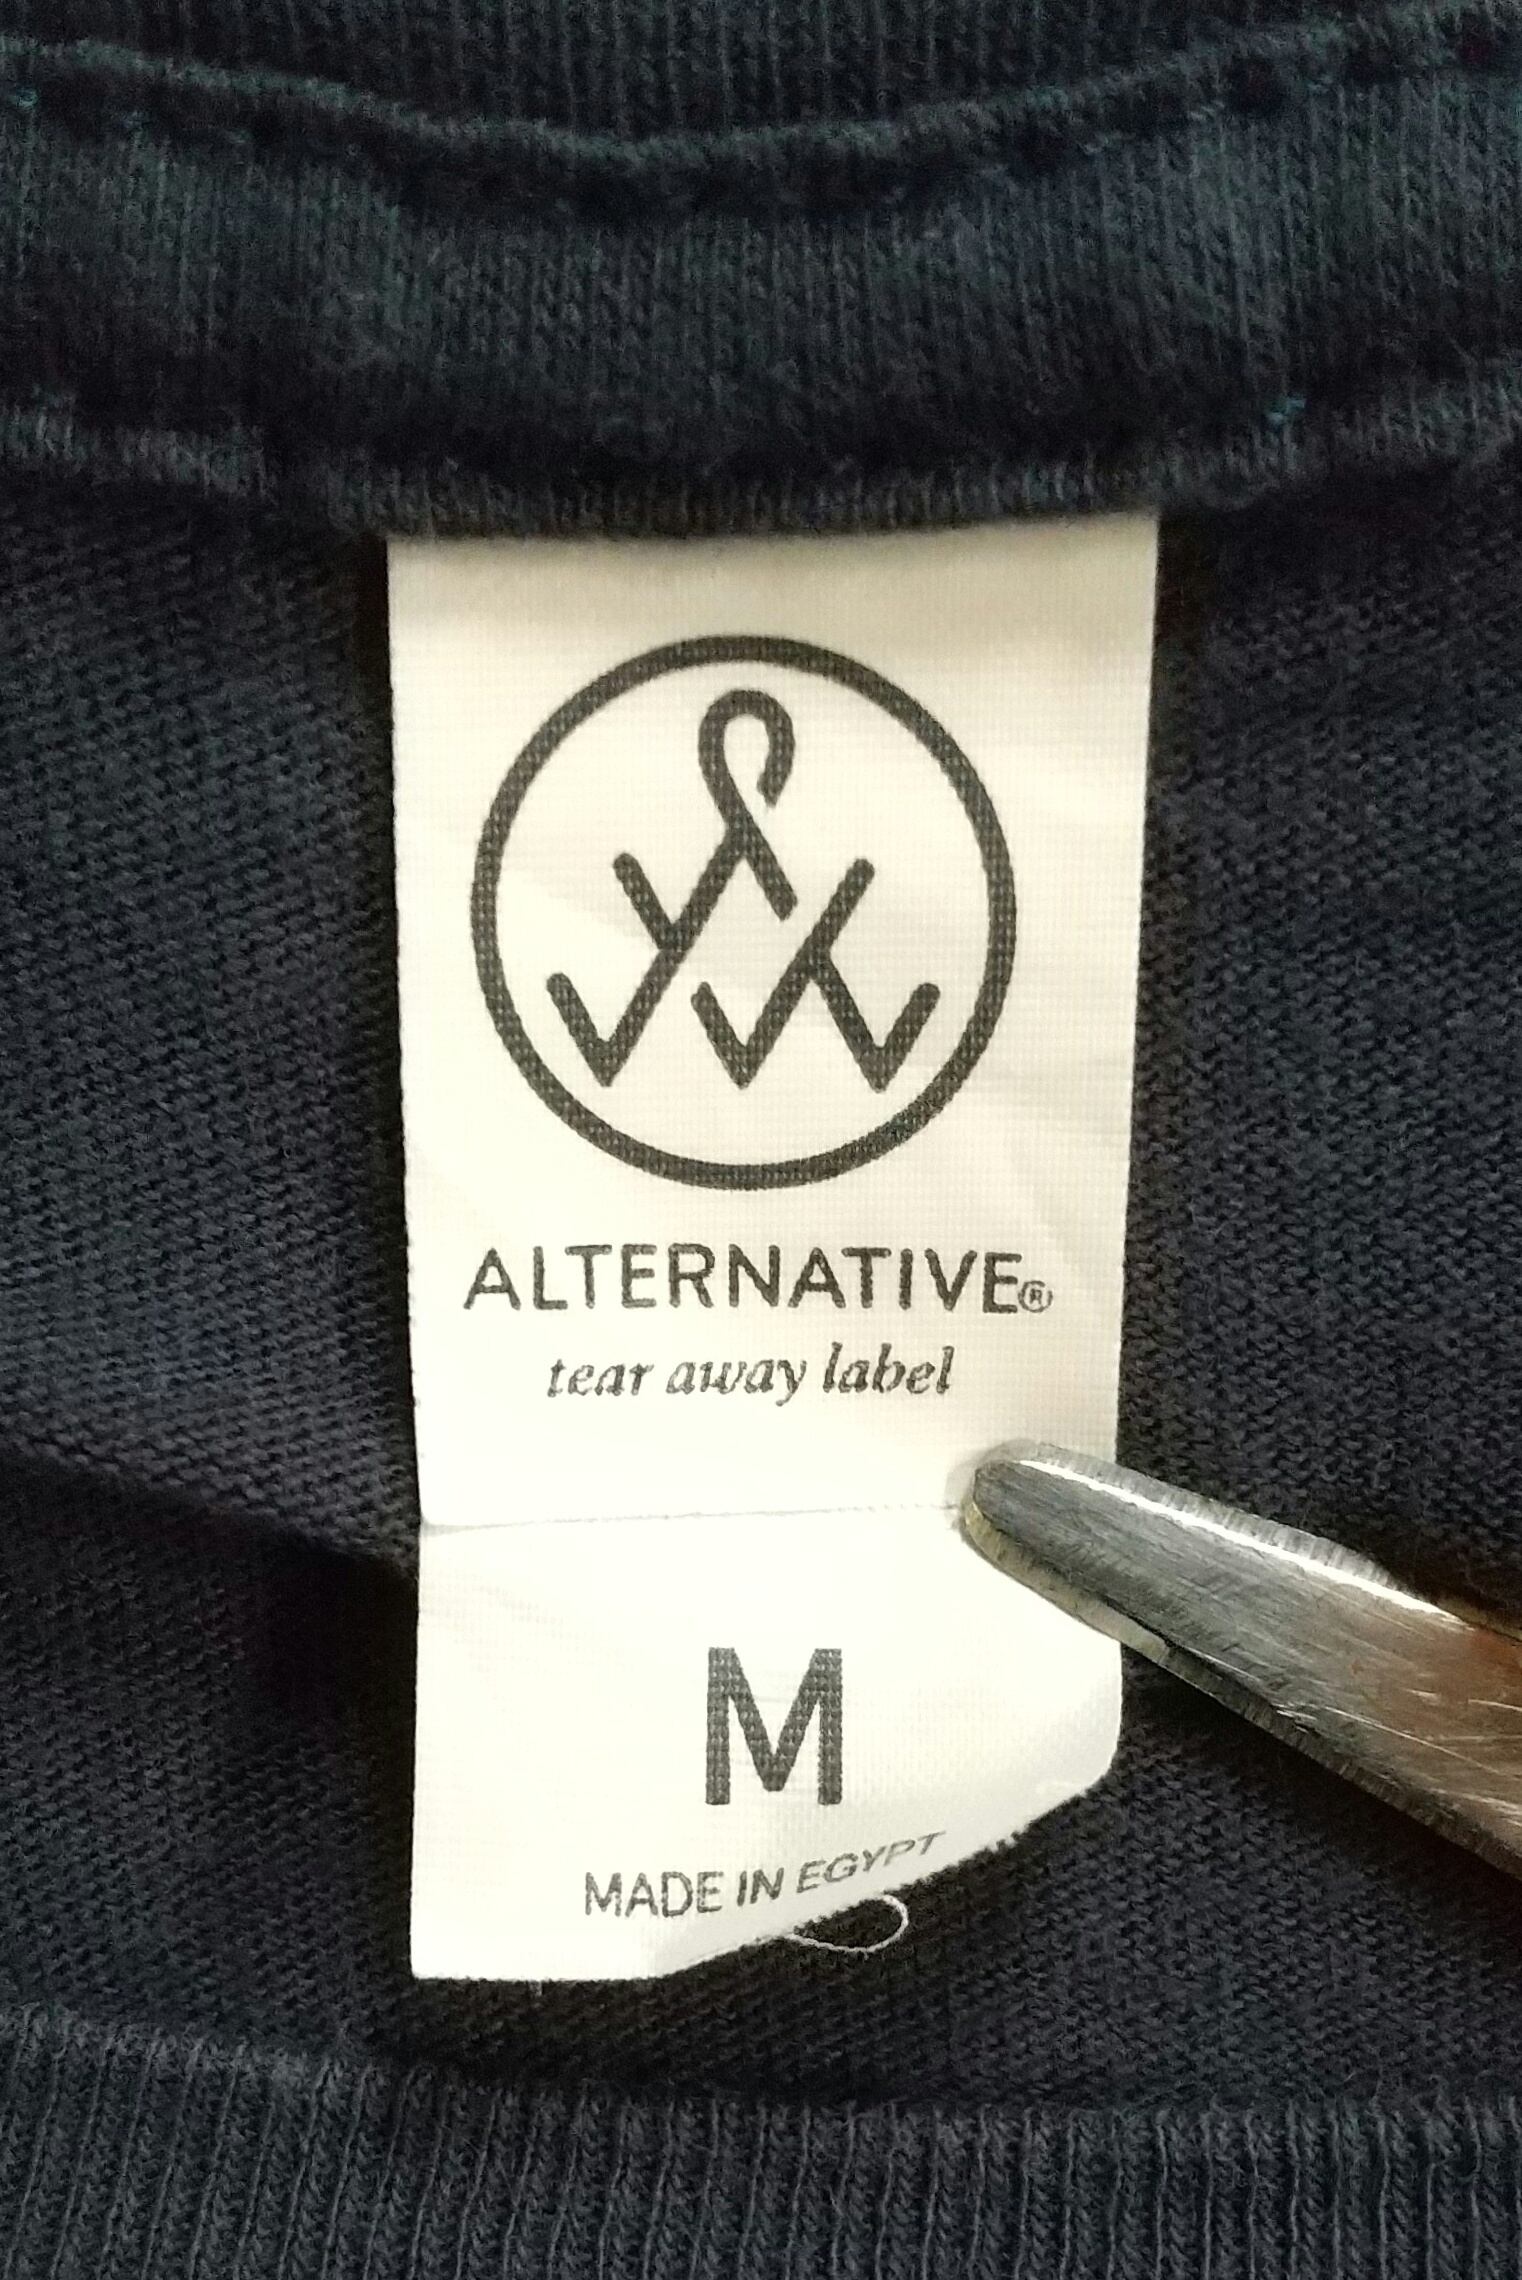 ALTERNATIVE®
tear away label
M
MADE IN EGYPT